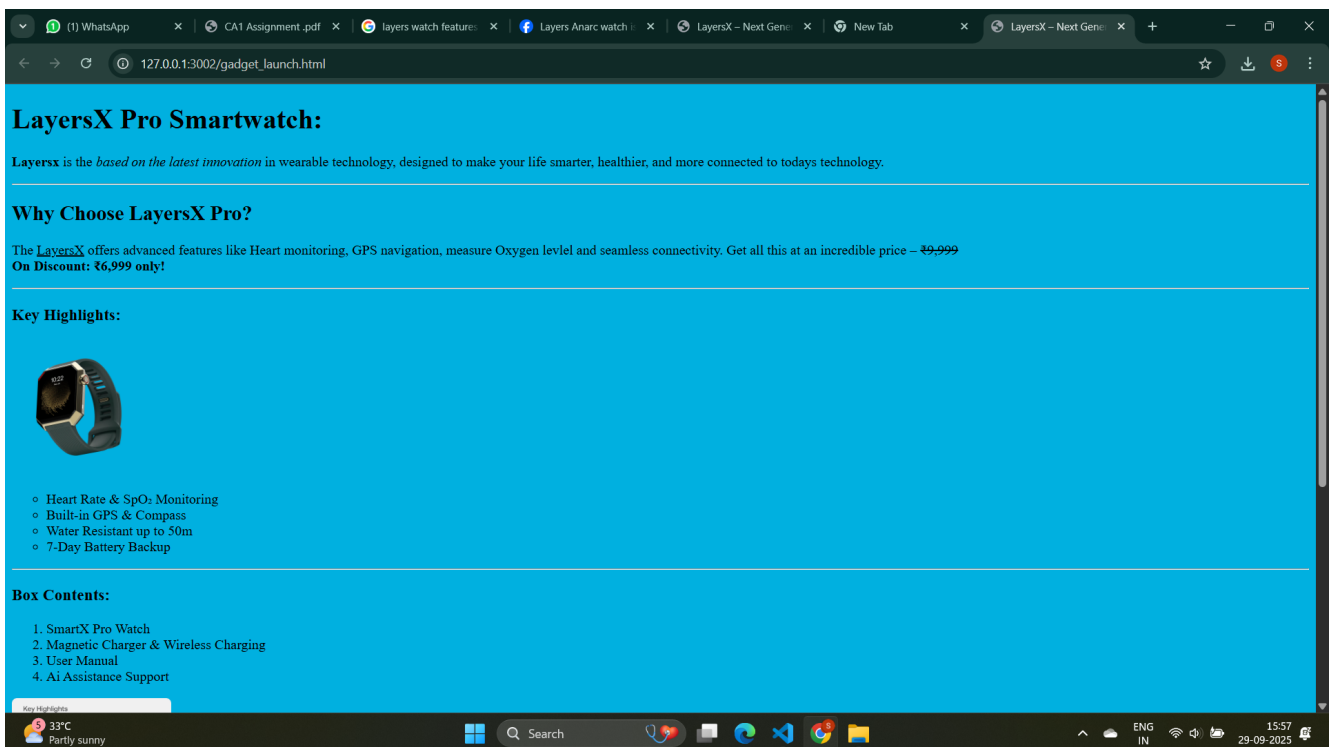 (1) WhatsApp
CA1 Assignment .pdf
layers watch features
Layers Anarc watch i
LayersX – Next Gene
New Tab
LayersX – Next Gene
127.0.0.1:3002/gadget_launch.html
S
LayersX Pro Smartwatch:
Layersx is the based on the latest innovation in wearable technology, designed to make your life smarter, healthier, and more connected to todays technology.
Why Choose LayersX Pro?
The LayersX offers advanced features like Heart monitoring, GPS navigation, measure Oxygen levlel and seamless connectivity. Get all this at an incredible price – ₹9,999
On Discount: ₹6,999 only!
Key Highlights:
10:22
◦ Heart Rate & SpO₂ Monitoring
◦ Built-in GPS & Compass
◦ Water Resistant up to 50m
◦ 7-Day Battery Backup
Box Contents:
1. SmartX Pro Watch
2. Magnetic Charger & Wireless Charging
3. User Manual
4. Ai Assistance Support
Key Highlights
5
33°C
Partly sunny
Search
ENG
IN
15:57
29-09-2025